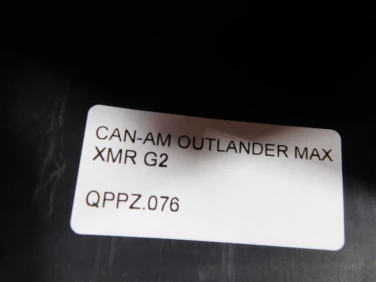 CAN-AM OUTLANDER MAX
XMR G2
QPPZ.076